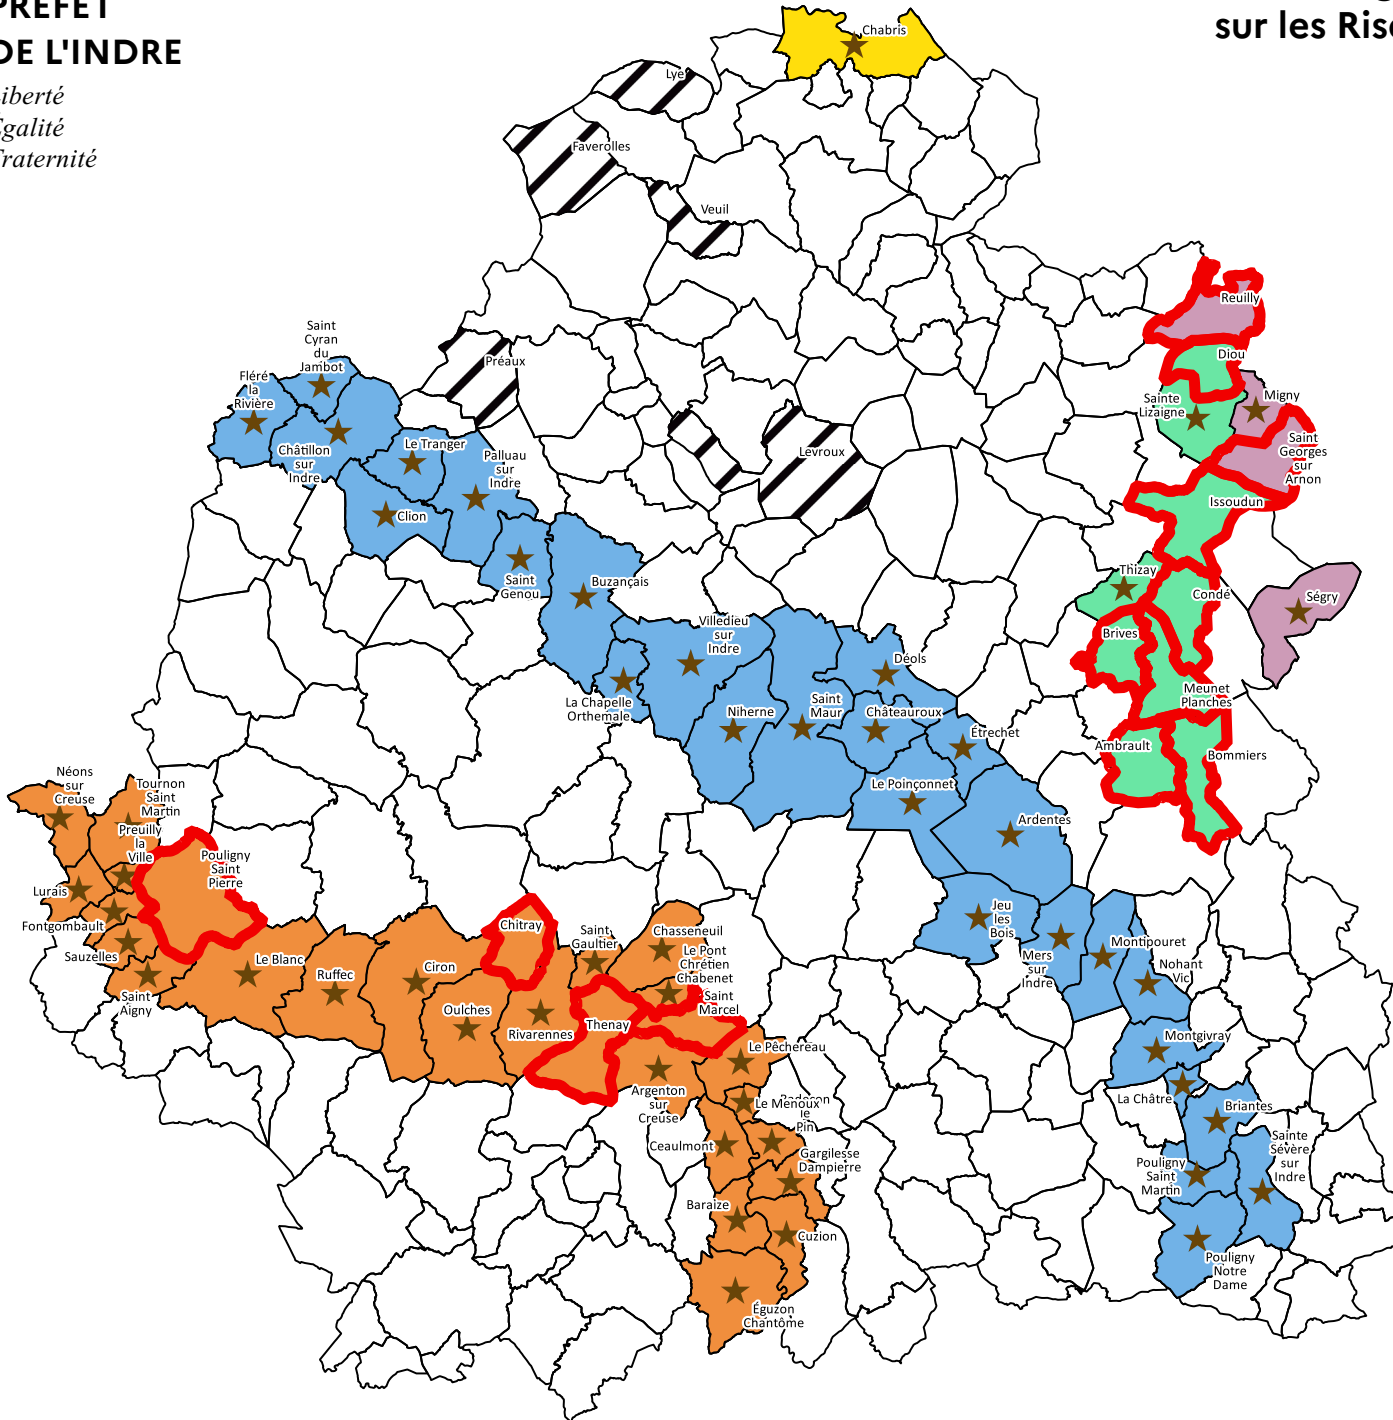 PRÉFET
DE L'INDRE
Liberté
Égalité
Fraternité
sur les Ris
Chabris
Lye
Faverolles
Veuil
Reuilly
Saint
Cyran
du
Jambot
Diou
Préaux
Fléré
la
Rivière
Migny
Sainte
Lizaigne
Saint
Georges
sur
Arnon
Le Tranger
Châtillon
sur
Indre
Palluau
sur
Indre
Levroux
Issoudun
Clion
Thizay
Saint
Genou
Buzançais
Condé
Ségry
Villedieu
sur
Indre
Brives
Déols
La Chapelle
Orthemale
Niherne
Saint
Maur
Châteauroux
Meunet
Planches
Étrechet
Ambrault
Bommiers
Néons
sur
Creuse
Tournon
Saint
Martin
Le Poinçonnet
Ardentes
Preuilly
la
Ville
Pouligny
Saint
Pierre
Lurais
Fontgombault
Chitray
Saint
Gaultier
Chasseneuil
Jeu
les
Bois
Sauzelles
Le Blanc
Ruffec
Ciron
Le Pont
Chrétien
Chabenet
Mers
sur
Indre
Montipouret
Nohant
Vic
Saint
Aigny
Oulches
Rivarennes
Thenay
Saint
Marcel
Montgivray
Le Pêchereau
Argenton
sur
Creuse
Le Menoux
Badecon
le
Pin
La Châtre
Briantes
Ceaulmont
Gargilesse
Dampierre
Sainte
Sévère
sur
Indre
Pouligny
Saint
Martin
Baraize
Cuzion
Pouligny
Notre
Dame
Éguzon
Chantôme